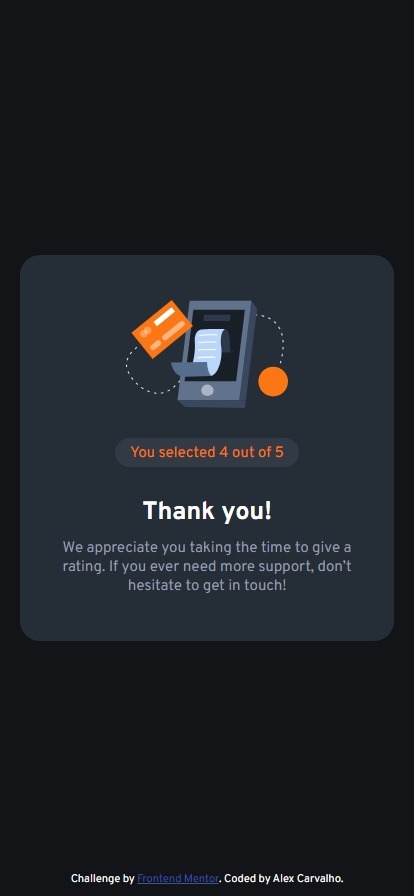 You selected 4 out of 5
Thank you!
We appreciate you taking the time to give a
rating. If you ever need more support, don’t
hesitate to get in touch!
Challenge by Frontend Mentor. Coded by Alex Carvalho.